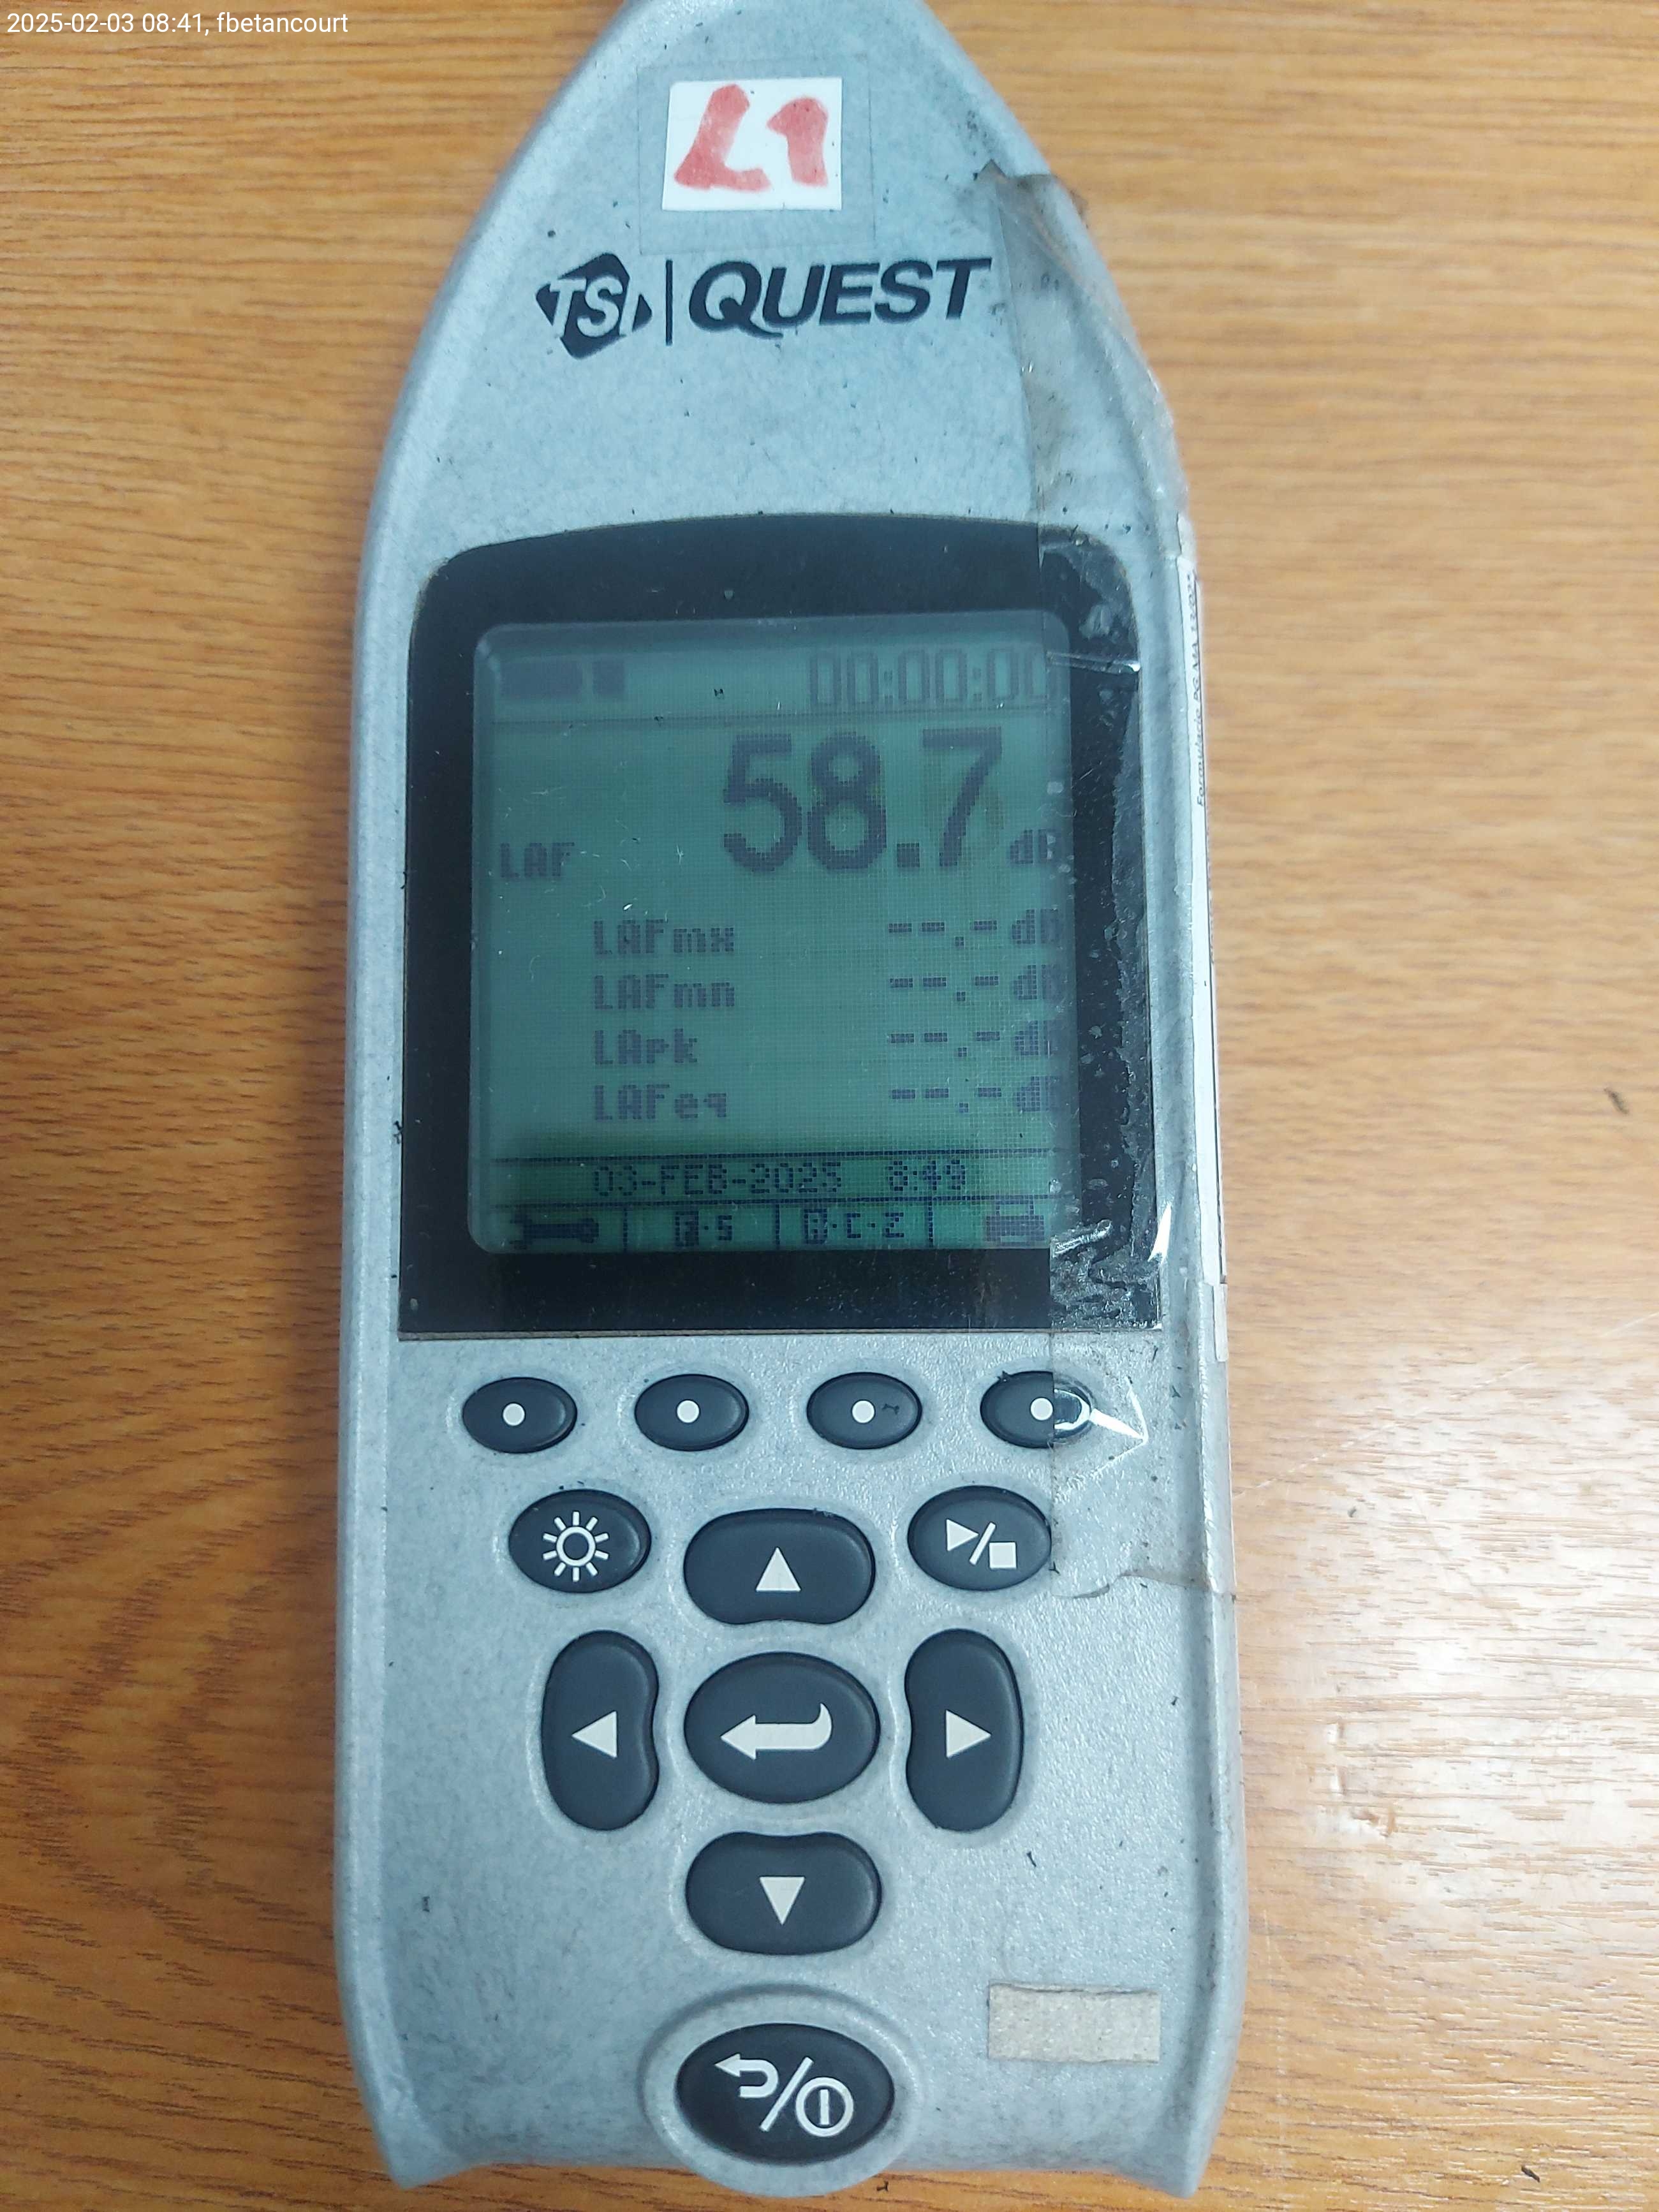 2025-02-03 08:41, fbetancourt
L1
TSI QUEST
00:00:00
58.7
LAF dB
LAFmx --.- dB
LAFmn --.- dB
LApk --.- dB
LAFeq --.- dB
03-FEB-2025 8:49
F·S C·Z